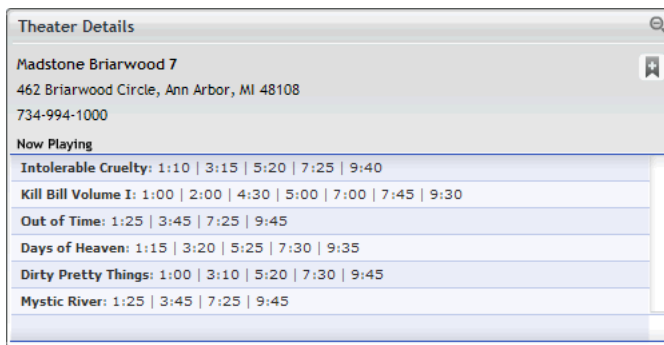 Theater Details
Madstone Briarwood 7
462 Briarwood Circle, Ann Arbor, MI 48108
734-994-1000
Now Playing
Intolerable Cruelty: 1:10 | 3:15 | 5:20 | 7:25 | 9:40
Kill Bill Volume I: 1:00 | 2:00 | 4:30 | 5:00 | 7:00 | 7:45 | 9:30
Out of Time: 1:25 | 3:45 | 7:25 | 9:45
Days of Heaven: 1:15 | 3:20 | 5:25 | 7:30 | 9:35
Dirty Pretty Things: 1:00 | 3:10 | 5:20 | 7:30 | 9:45
Mystic River: 1:25 | 3:45 | 7:25 | 9:45